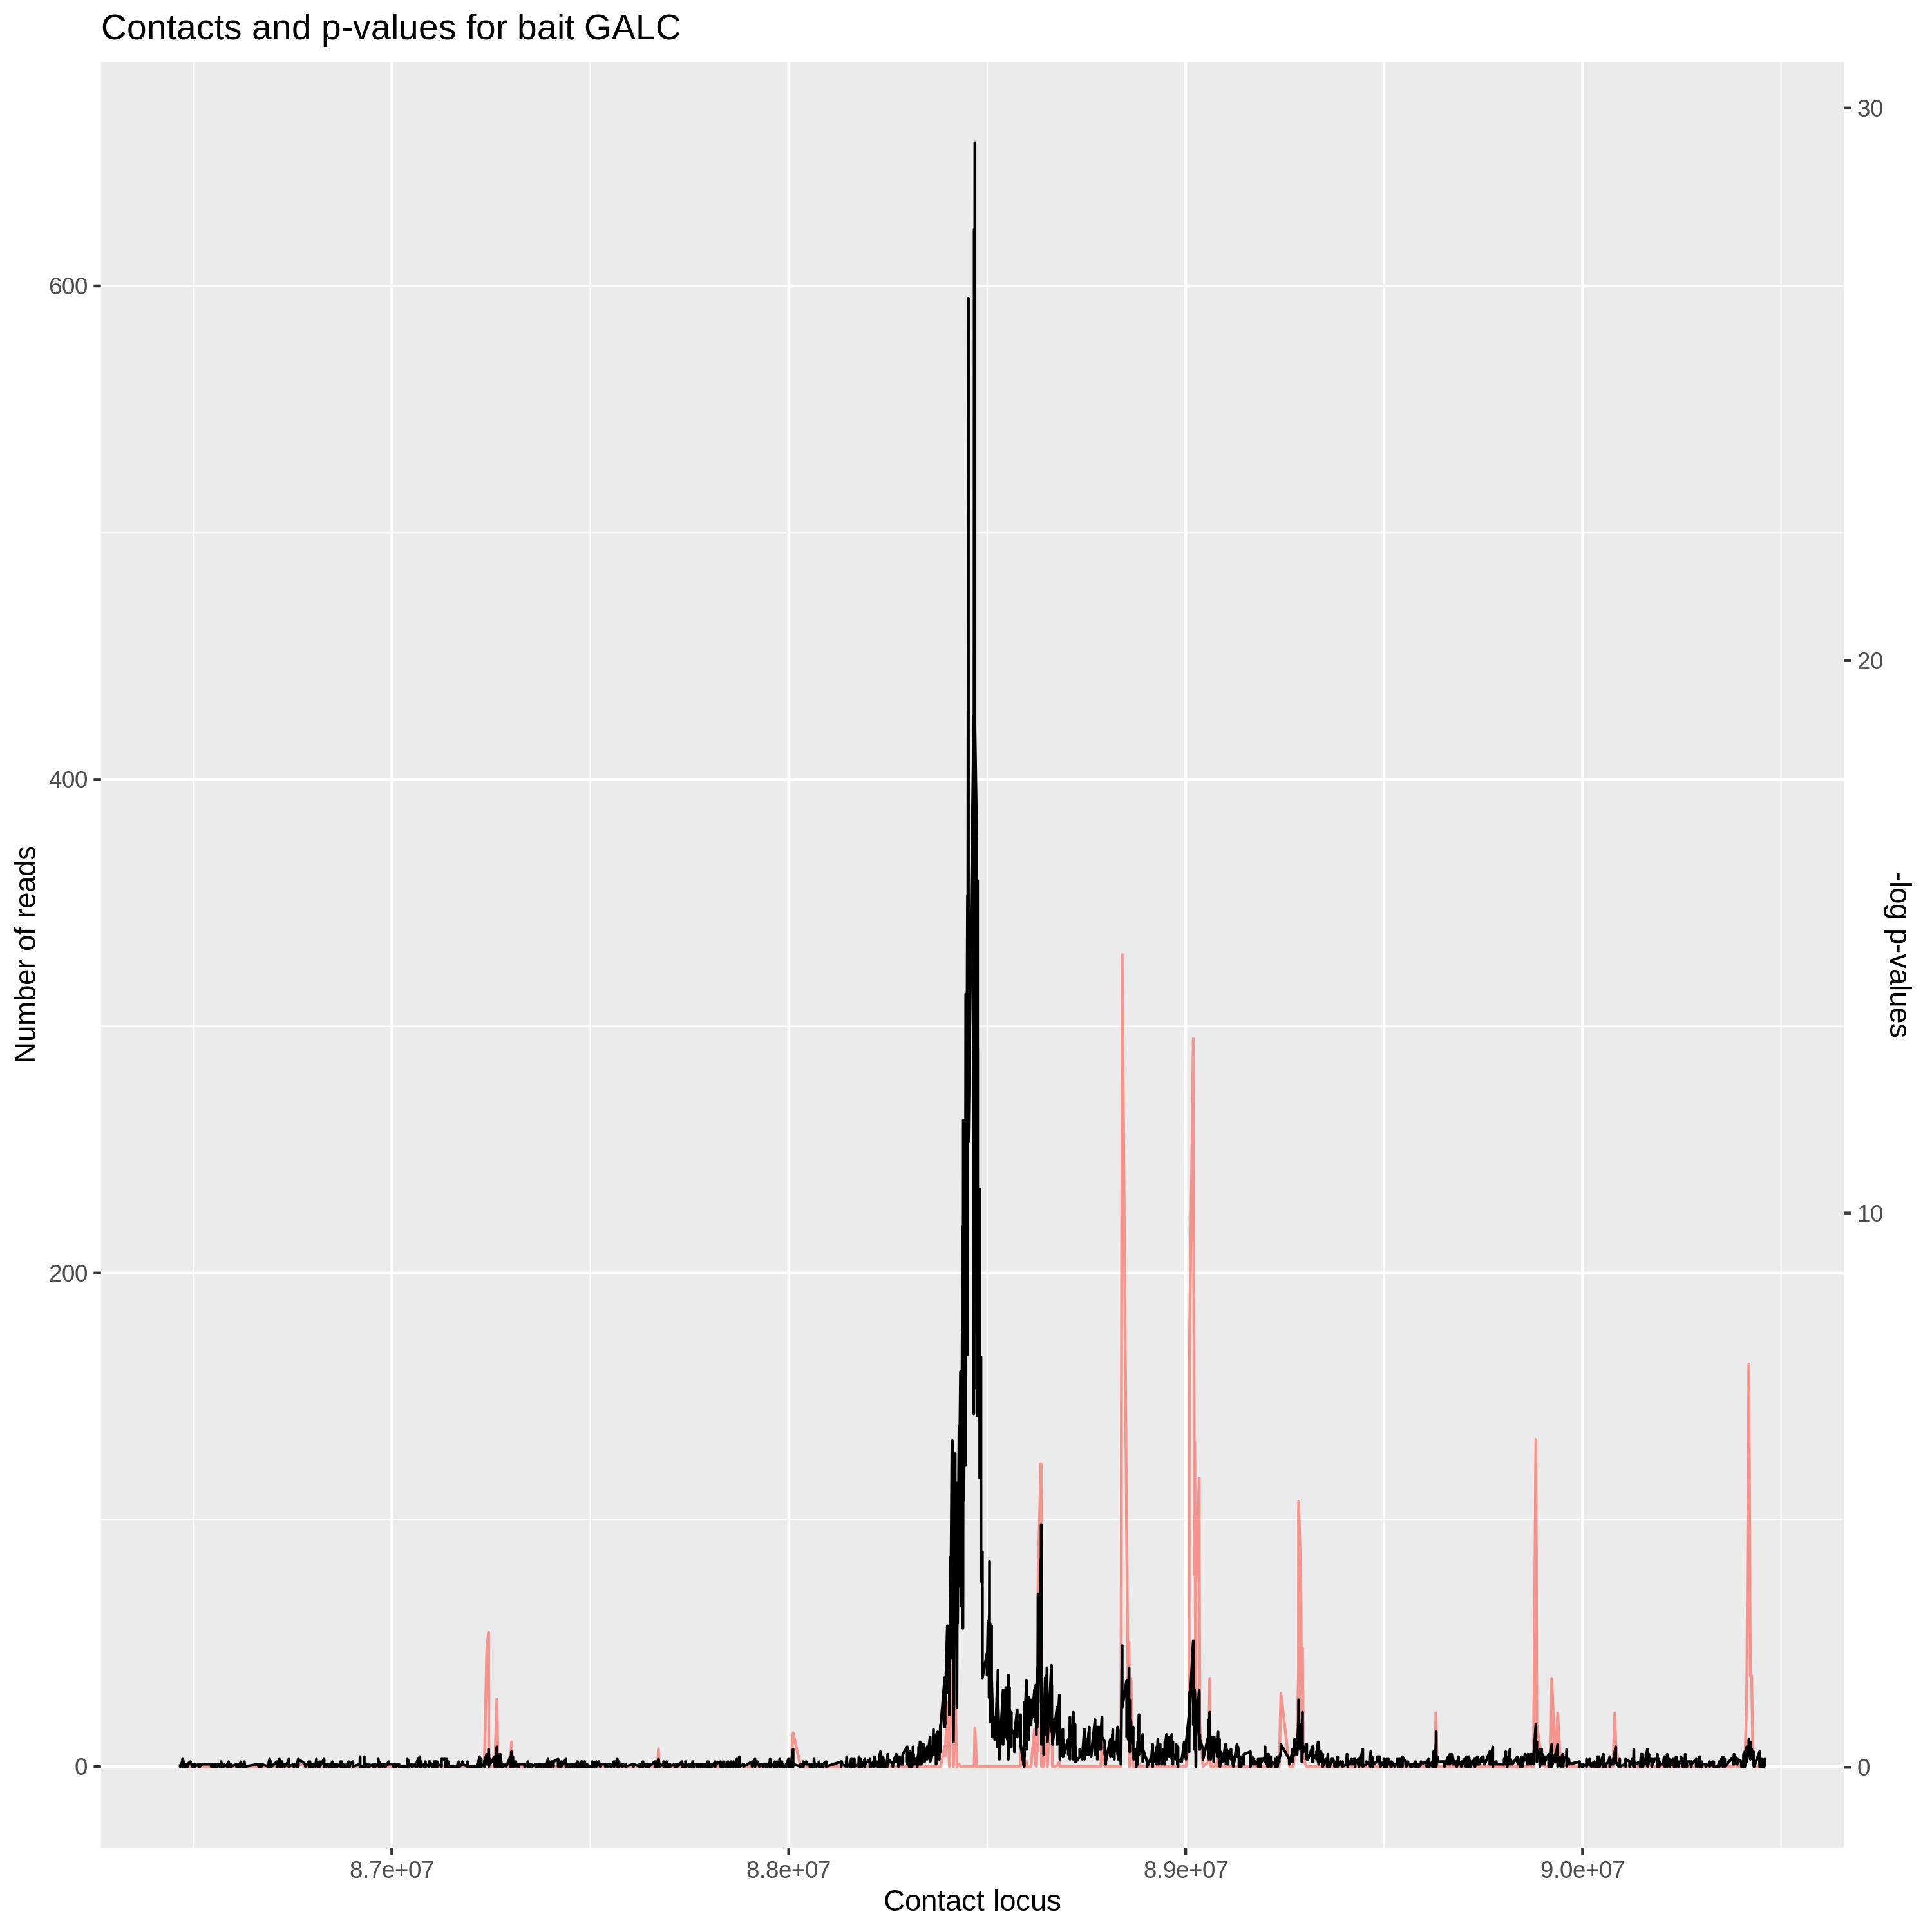 Contacts and p-values for bait GALC
30
600
20
400
Number of reads
-log p-values
10
200
0
0
8.7e+07
8.8e+07
8.9e+07
9.0e+07
Contact locus